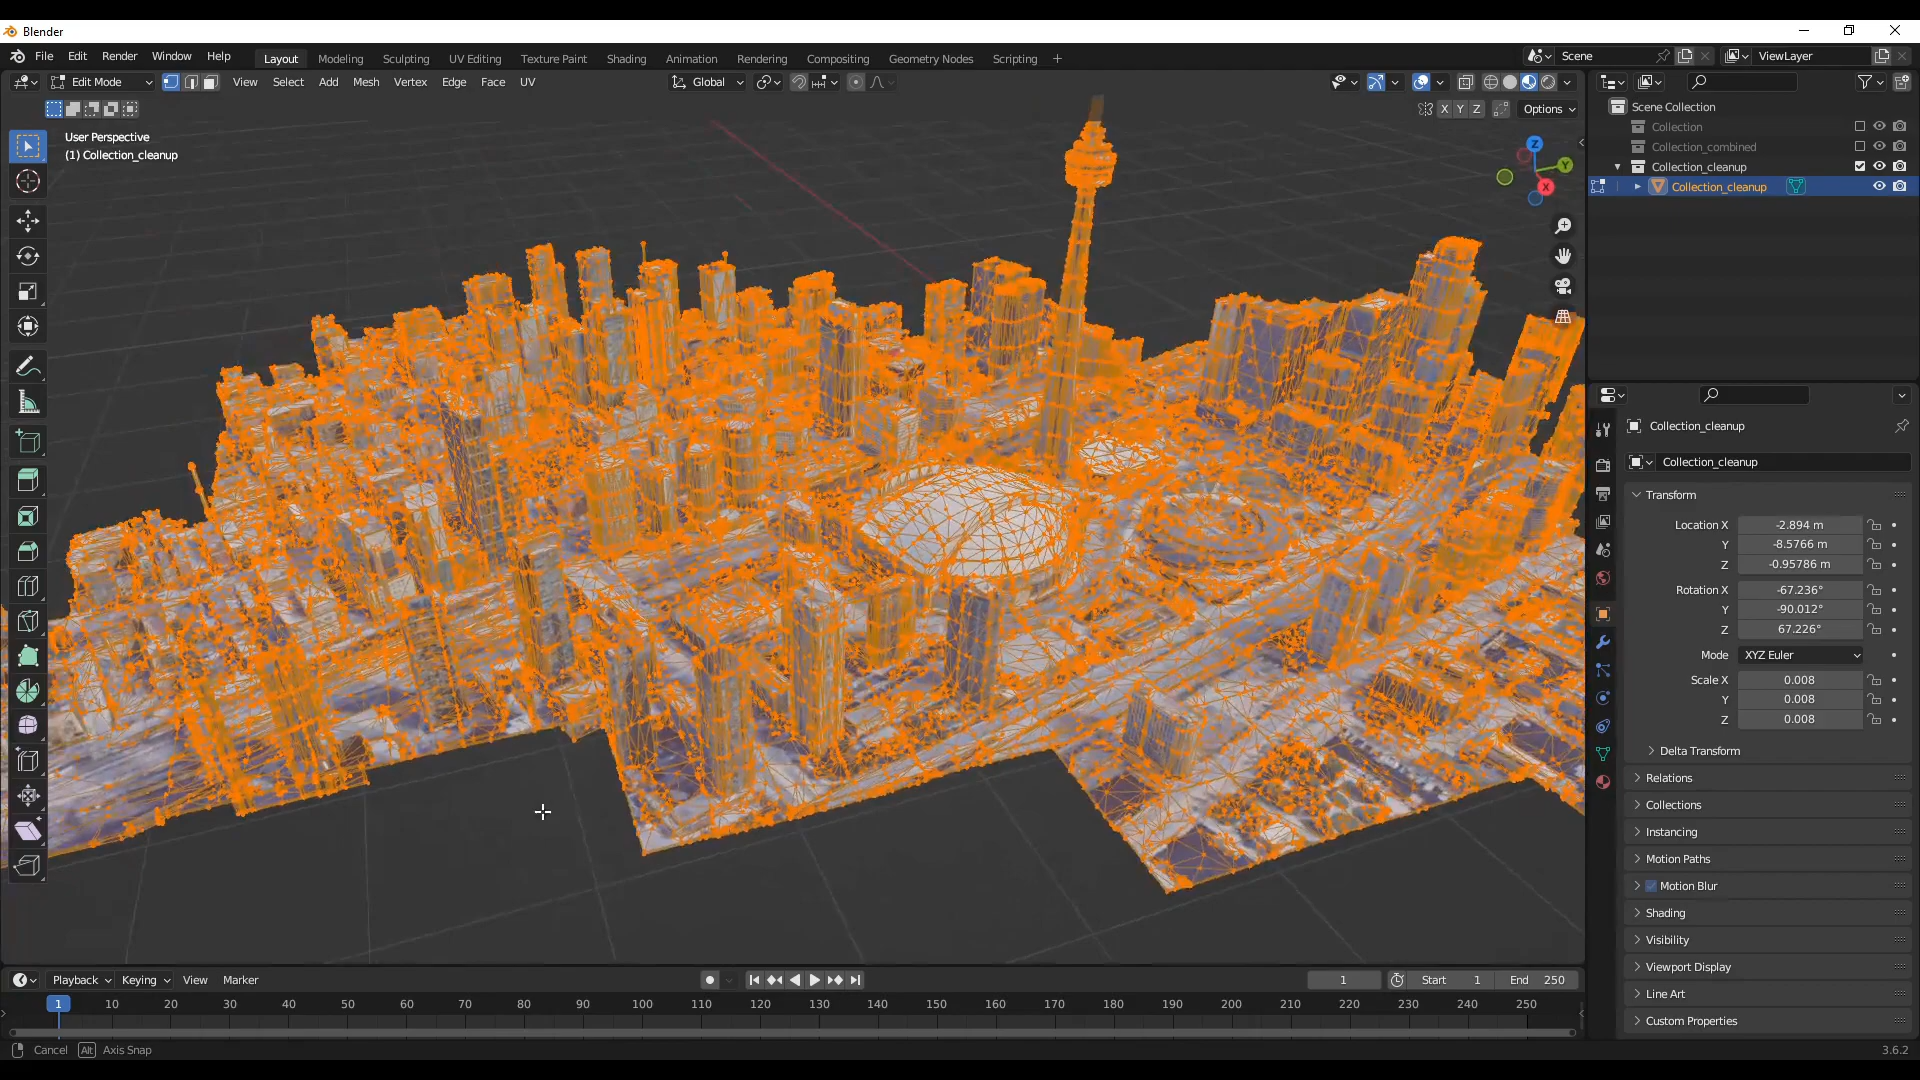 Blender
File Edit Render Window Help Layout Modeling Sculpting UV Editing Texture Paint Shading Animation Rendering Compositing Geometry Nodes Scripting + Scene ViewLayer
Edit Mode View Select Add Mesh Vertex Edge Face UV Global
X Y Z Options
User Perspective
(1) Collection_cleanup
Z
Y
X
Scene Collection
Collection
Collection_combined
Collection_cleanup
Collection_cleanup
Collection_cleanup
Collection_cleanup
Transform
Location X -2.894 m
Y -8.5766 m
Z -0.95786 m
Rotation X -67.236°
Y -90.012°
Z 67.226°
Mode XYZ Euler
Scale X 0.008
Y 0.008
Z 0.008
Delta Transform
Relations
Collections
Instancing
Motion Paths
Motion Blur
Shading
Visibility
Viewport Display
Line Art
Custom Properties
Playback Keying View Marker 1 Start 1 End 250
1 10 20 30 40 50 60 70 80 90 100 110 120 130 140 150 160 170 180 190 200 210 220 230 240 250
Cancel Alt Axis Snap 3.6.2